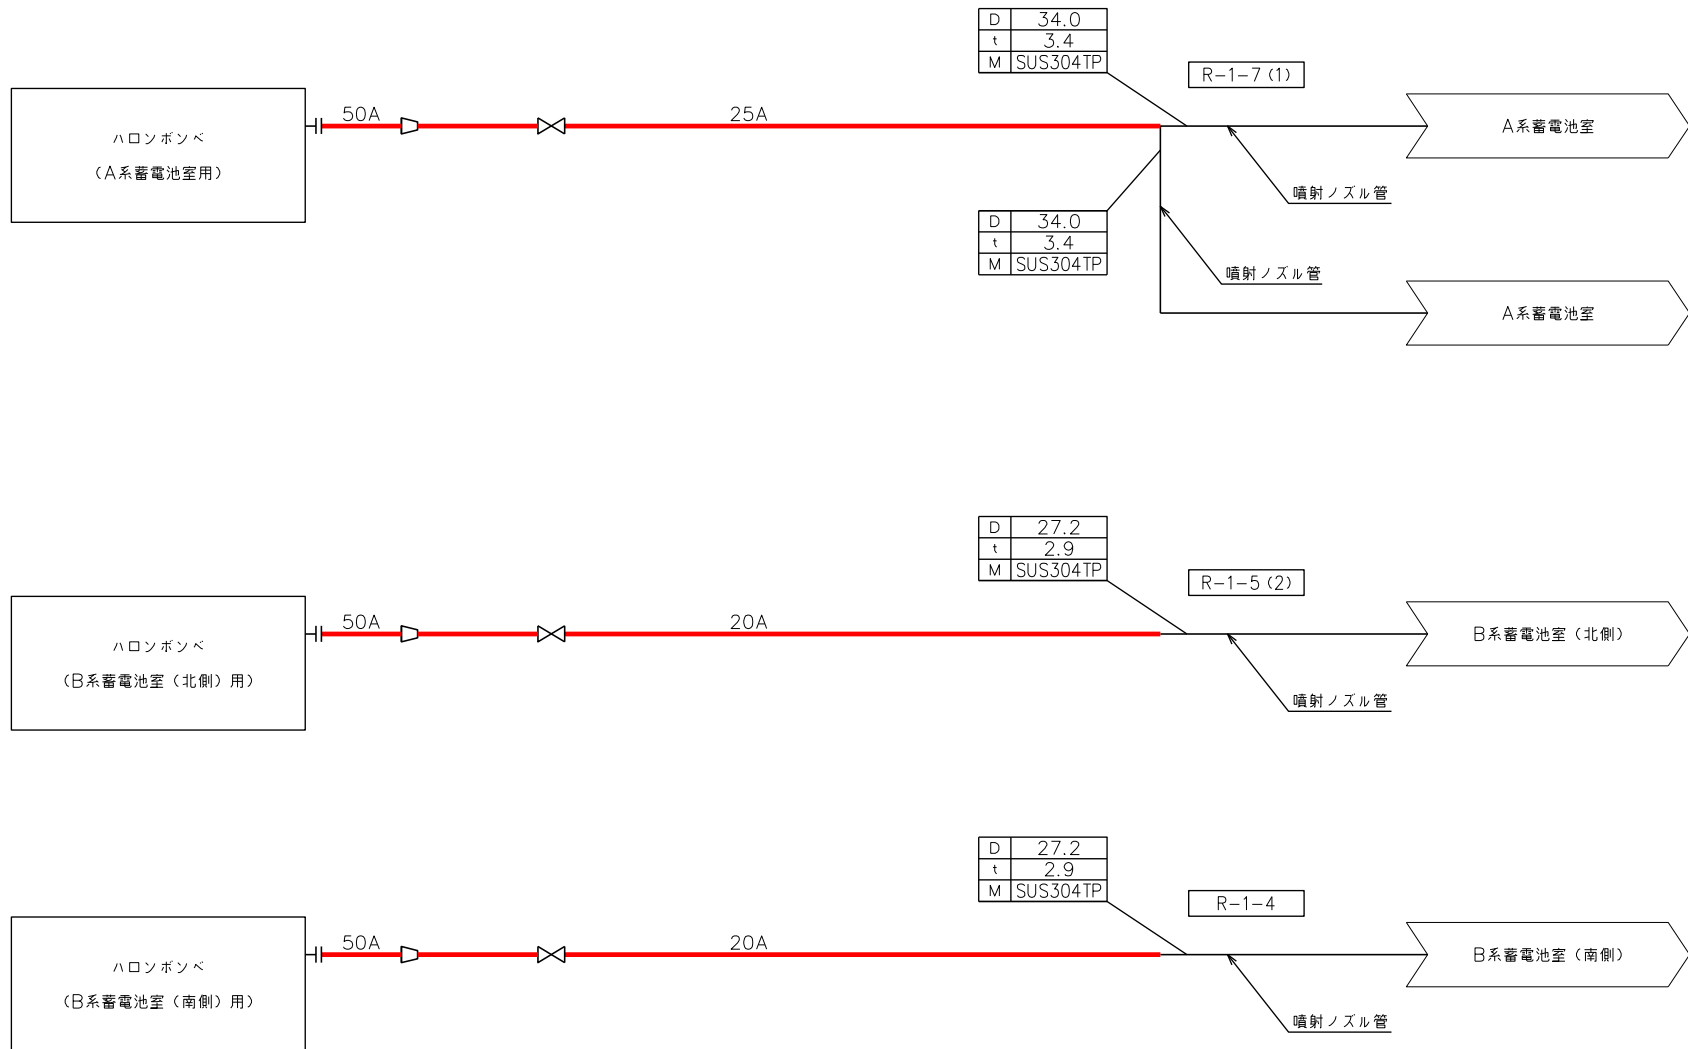 D 34.0
t 3.4
M SUS304TP
R-1-7 (1)
50A
25A
ハロンボンベ
(A系蓄電池室用)
A系蓄電池室
噴射ノズル管
D 34.0
t 3.4
M SUS304TP
噴射ノズル管
A系蓄電池室
D 27.2
t 2.9
M SUS304TP
R-1-5 (2)
50A
20A
ハロンボンベ
(B系蓄電池室(北側)用)
B系蓄電池室(北側)
噴射ノズル管
D 27.2
t 2.9
M SUS304TP
R-1-4
50A
20A
ハロンボンベ
(B系蓄電池室(南側)用)
B系蓄電池室(南側)
噴射ノズル管